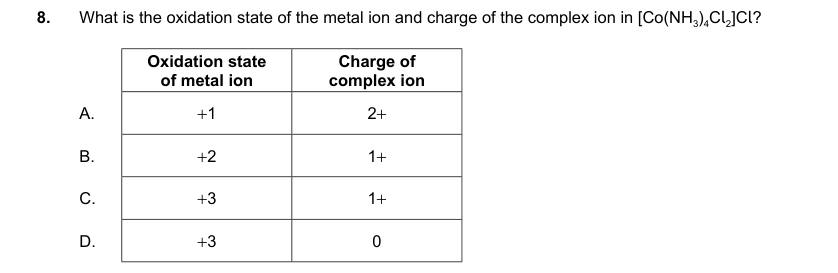 8. What is the oxidation state of the metal ion and charge of the complex ion in [Co(NH₃)₄Cl₂]Cl?
Oxidation state of metal ion Charge of complex ion
A. +1 2+
B. +2 1+
C. +3 1+
D. +3 0